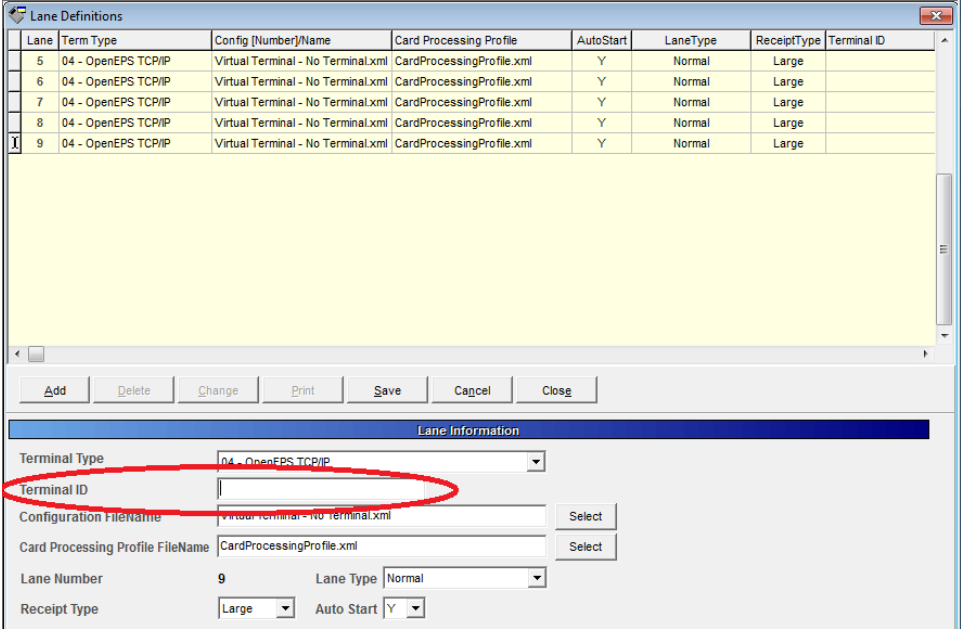 Lane Definitions
Lane Term Type Config [Number]/Name Card Processing Profile AutoStart LaneType ReceiptType Terminal ID
5 04 - OpenEPS TCP/IP Virtual Terminal - No Terminal.xml CardProcessingProfile.xml Y Normal Large
6 04 - OpenEPS TCP/IP Virtual Terminal - No Terminal.xml CardProcessingProfile.xml Y Normal Large
7 04 - OpenEPS TCP/IP Virtual Terminal - No Terminal.xml CardProcessingProfile.xml Y Normal Large
8 04 - OpenEPS TCP/IP Virtual Terminal - No Terminal.xml CardProcessingProfile.xml Y Normal Large
9 04 - OpenEPS TCP/IP Virtual Terminal - No Terminal.xml CardProcessingProfile.xml Y Normal Large
Add Delete Change Print Save Cancel Close
Lane Information
Terminal Type 04 - OpenEPS TCP/IP
Terminal ID
Configuration FileName Virtual Terminal - No Terminal.xml Select
Card Processing Profile FileName CardProcessingProfile.xml Select
Lane Number 9 Lane Type Normal
Receipt Type Large Auto Start Y